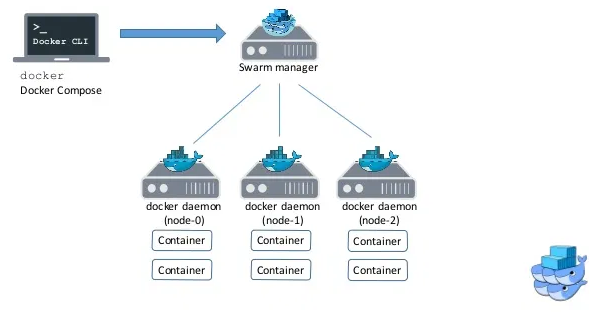 >_
Docker CLI
docker
Docker Compose
Swarm manager
docker daemon
(node-0)
docker daemon
(node-1)
docker daemon
(node-2)
Container
Container
Container
Container
Container
Container